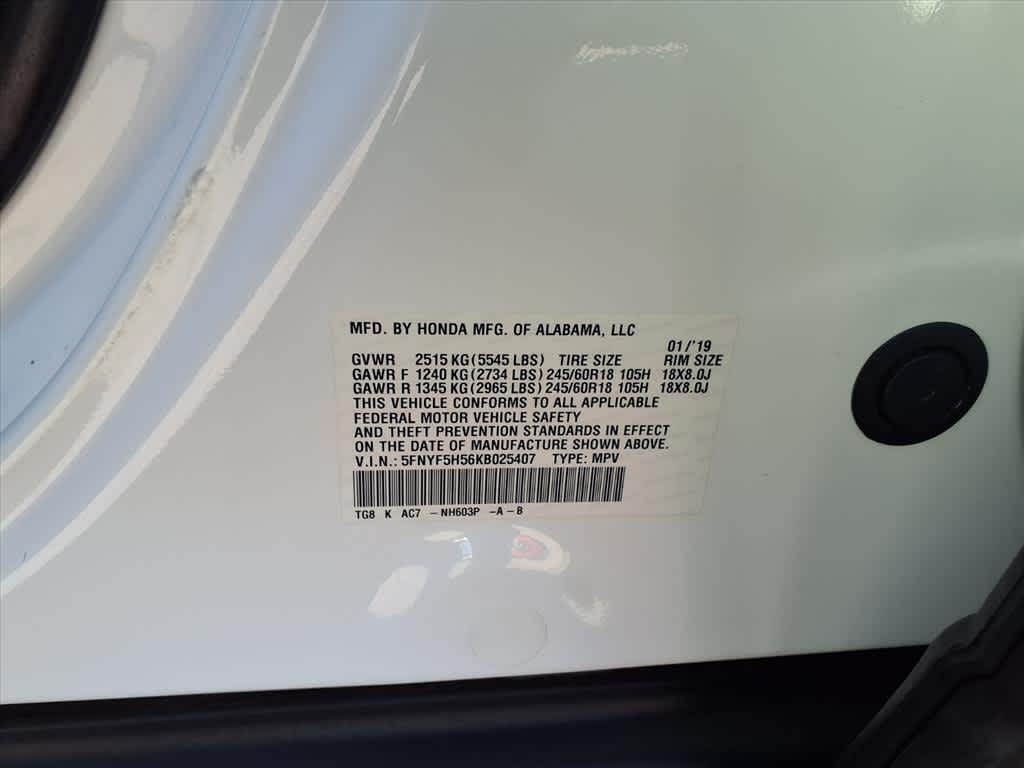 MFD. BY HONDA MFG. OF ALABAMA, LLC
01/'19
GVWR 2515 KG(5545 LBS) TIRE SIZE RIM SIZE
GAWR F 1240 KG(2734 LBS)245/60R18 105H 18X8.0J
GAWR R 1345 KG(2965 LBS)245/60R18 105H 18X8.0J
THIS VEHICLE CONFORMS TO ALL APPLICABLE
FEDERAL MOTOR VEHICLE SAFETY
AND THEFT PREVENTION STANDARDS IN EFFECT
ON THE DATE OF MANUFACTURE SHOWN ABOVE.
V.I.N.: 5FNYF5H56KB025407 TYPE: MPV
TG8 K AC7 -NH603P -A-B